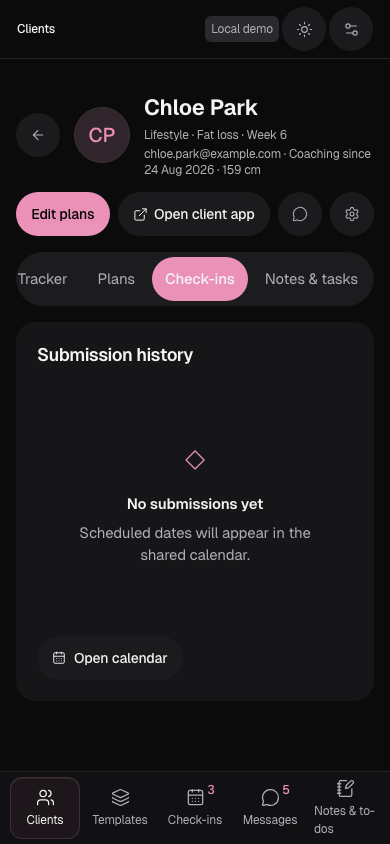 Clients
Local demo
Chloe Park
CP
Lifestyle · Fat loss · Week 6
chloe.park@example.com · Coaching since
24 Aug 2026 · 159 cm
Edit plans
Open client app
Tracker
Plans
Check-ins
Notes & tasks
Submission history
No submissions yet
Scheduled dates will appear in the
shared calendar.
Open calendar
3
5
Clients
Templates
Check-ins
Messages
Notes & to-
dos